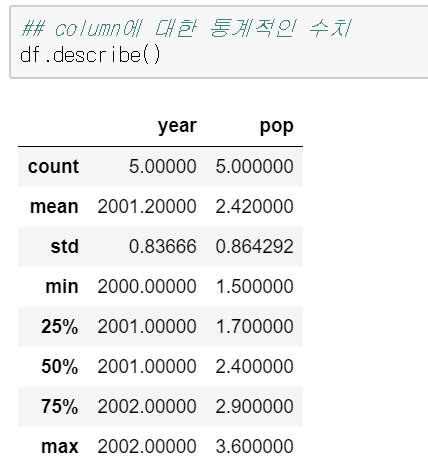 ## column에 대한 통계적인 수치
df.describe()
year pop
count 5.00000 5.000000
mean 2001.20000 2.420000
std 0.83666 0.864292
min 2000.00000 1.500000
25% 2001.00000 1.700000
50% 2001.00000 2.400000
75% 2002.00000 2.900000
max 2002.00000 3.600000